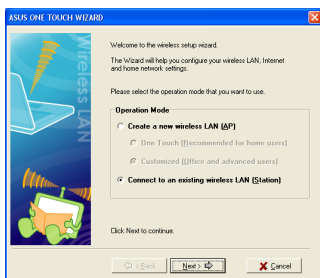 ASUS ONE TOUCH WIZARD
Wireless LAN
Welcome to the wireless setup wizard.
The Wizard will help you configure your wireless LAN, Internet
and home network settings.
Please select the operation mode that you want to use.
Operation Mode
Create a new wireless LAN (AP)
One Touch (Recommended for home users)
Customized (Office and advanced users)
Connect to an existing wireless LAN (Station)
Click Next to continue.
< Back
Next >
Cancel